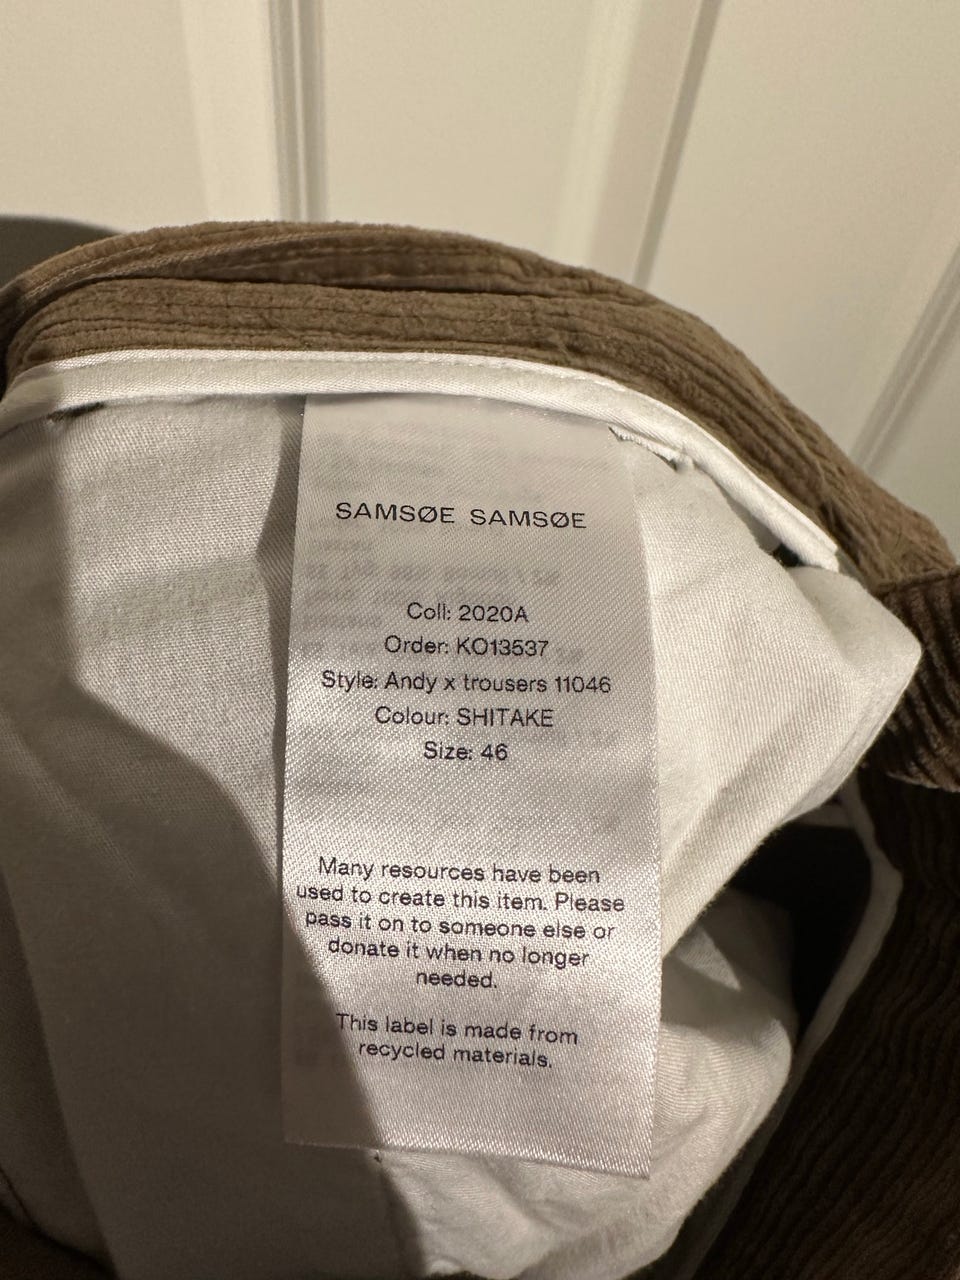 SAMSØE SAMSØE
Coll: 2020A
Order: KO13537
Style: Andy x trousers 11046
Colour: SHITAKE
Size: 46
Many resources have been
used to create this item. Please
pass it on to someone else or
donate it when no longer
needed.
This label is made from
recycled materials.